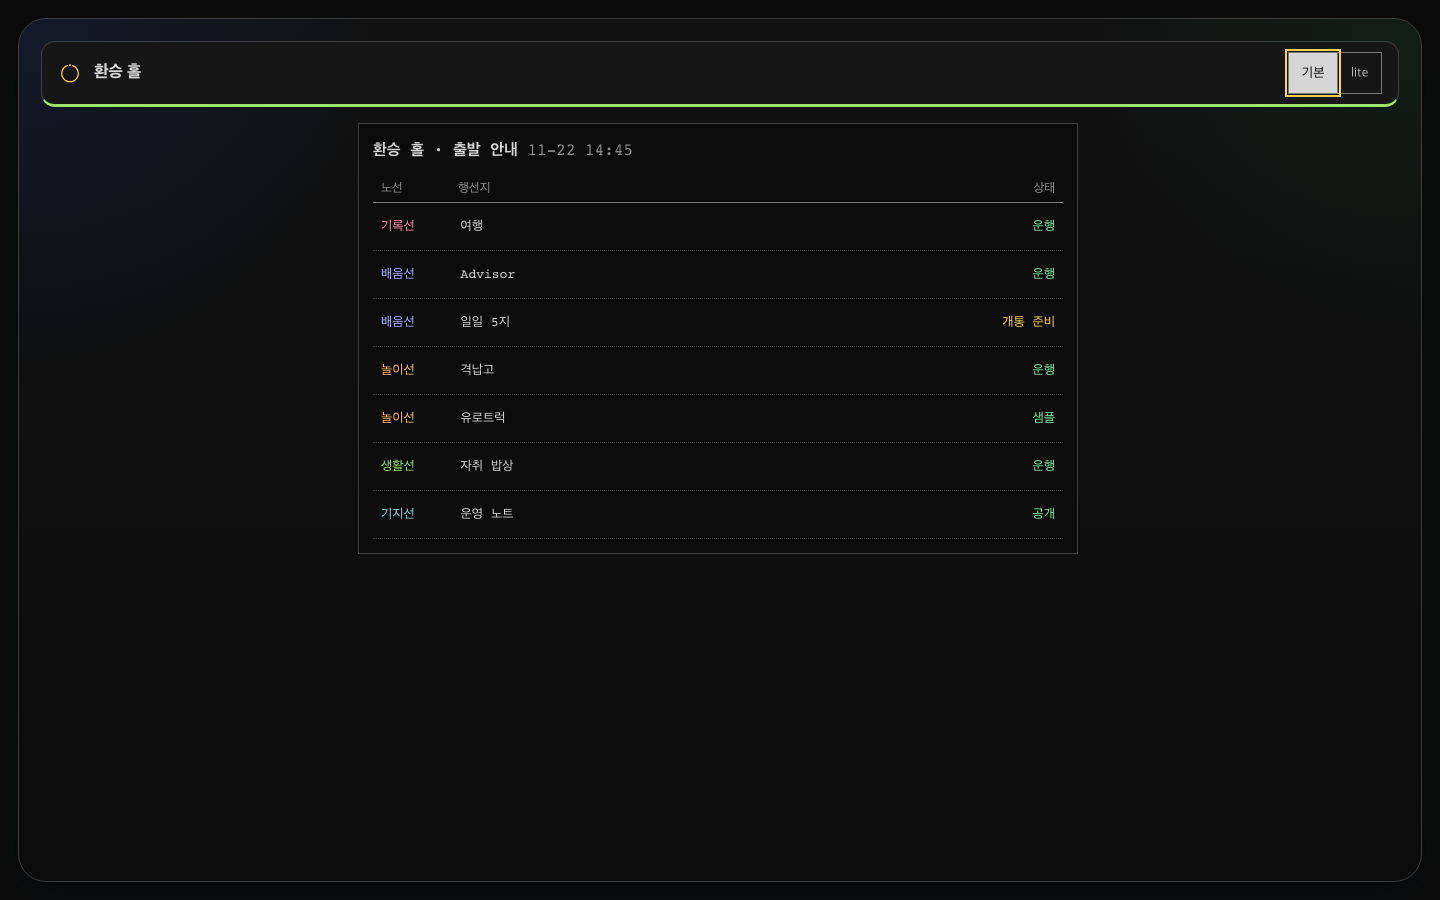 환승 홀
기본 lite
환승 홀 · 출발 안내 11-22 14:45
노선 행선지 상태
기록선 여행 운행
배움선 Advisor 운행
배움선 일일 5지 개통 준비
놀이선 격납고 운행
놀이선 유로트럭 샘플
생활선 자취 밥상 운행
기지선 운영 노트 공개